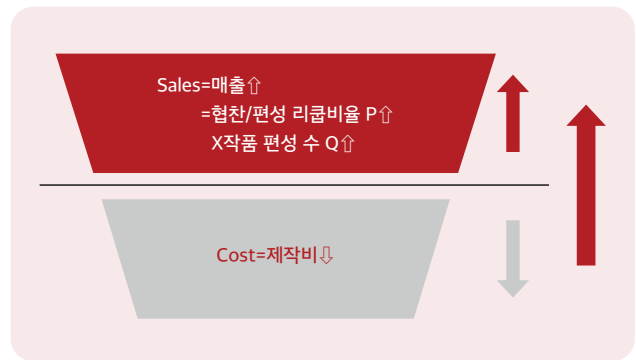 Sales=매출⇧
=협찬/편성 리쿱비율 P⇧
X작품 편성 수 Q⇧
Cost=제작비⇩